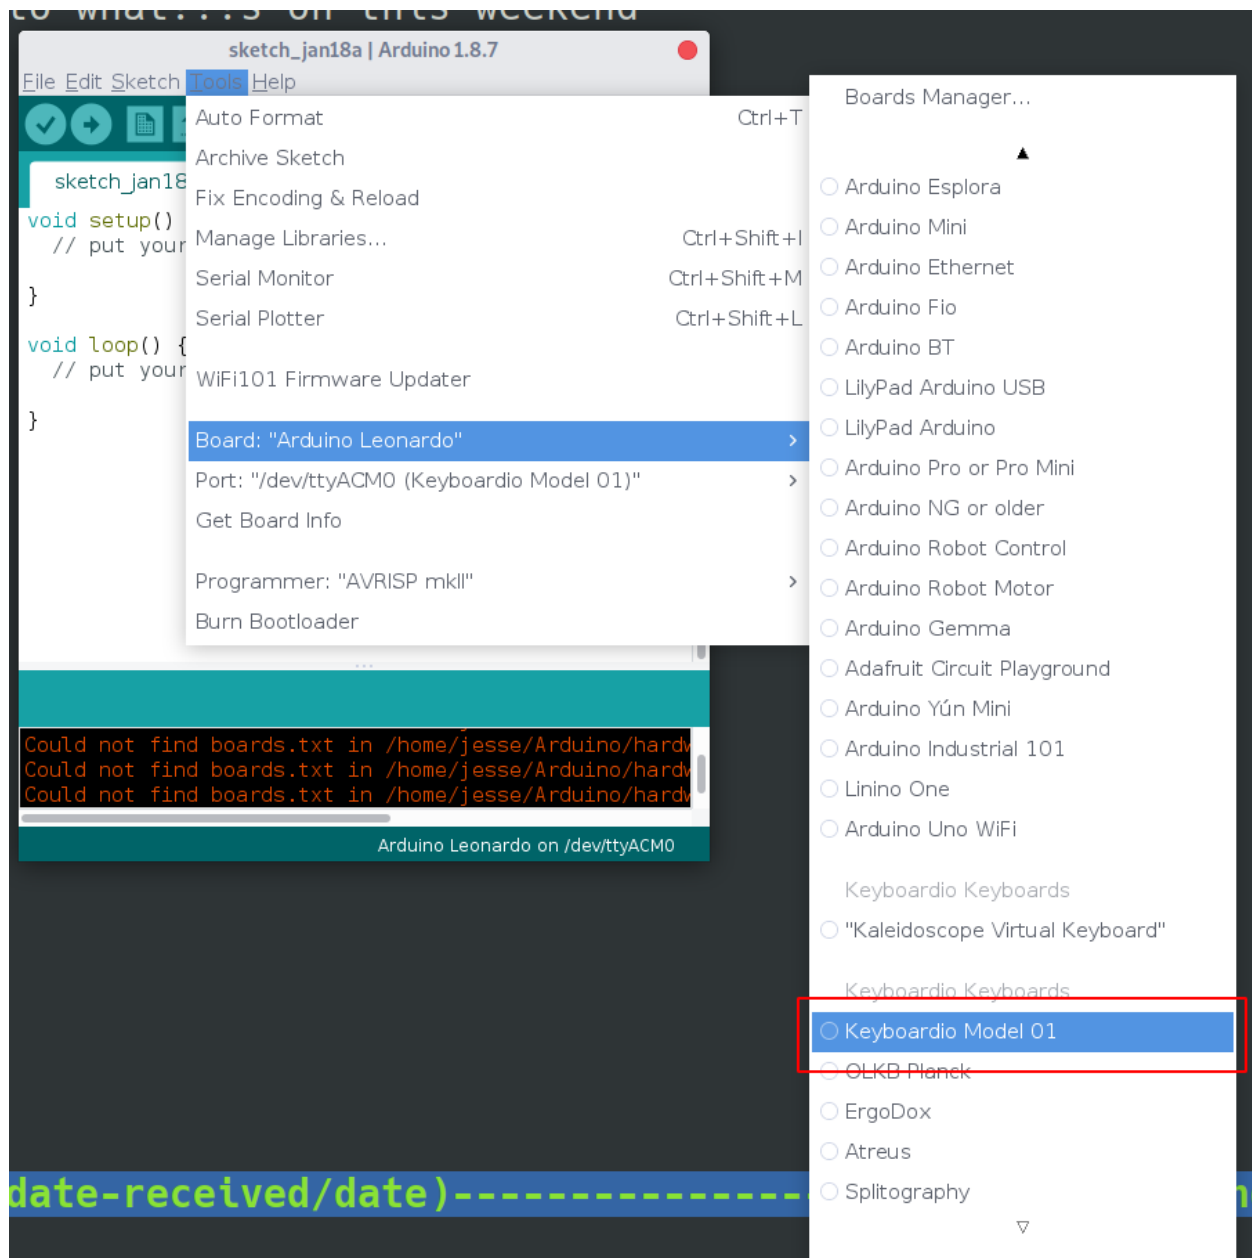 to what...s on this weekend
sketch_jan18a | Arduino 1.8.7
File Edit Sketch Tools Help
sketch_jan18
void setup()
// put your
}
void loop() {
// put your
}
Auto Format Ctrl+T
Archive Sketch
Fix Encoding & Reload
Manage Libraries... Ctrl+Shift+I
Serial Monitor Ctrl+Shift+M
Serial Plotter Ctrl+Shift+L
WiFi101 Firmware Updater
Board: "Arduino Leonardo"
Port: "/dev/ttyACM0 (Keyboardio Model 01)"
Get Board Info
Programmer: "AVRISP mkII"
Burn Bootloader
Boards Manager...
Arduino Esplora
Arduino Mini
Arduino Ethernet
Arduino Fio
Arduino BT
LilyPad Arduino USB
LilyPad Arduino
Arduino Pro or Pro Mini
Arduino NG or older
Arduino Robot Control
Arduino Robot Motor
Arduino Gemma
Adafruit Circuit Playground
Arduino Yún Mini
Arduino Industrial 101
Linino One
Arduino Uno WiFi
Keyboardio Keyboards
"Kaleidoscope Virtual Keyboard"
Keyboardio Keyboards
Keyboardio Model 01
OLKB Planck
ErgoDox
Atreus
Splitography
Could not find boards.txt in /home/jesse/Arduino/hardw
Could not find boards.txt in /home/jesse/Arduino/hardw
Could not find boards.txt in /home/jesse/Arduino/hardw
Arduino Leonardo on /dev/ttyACM0
date-received/date)---------------